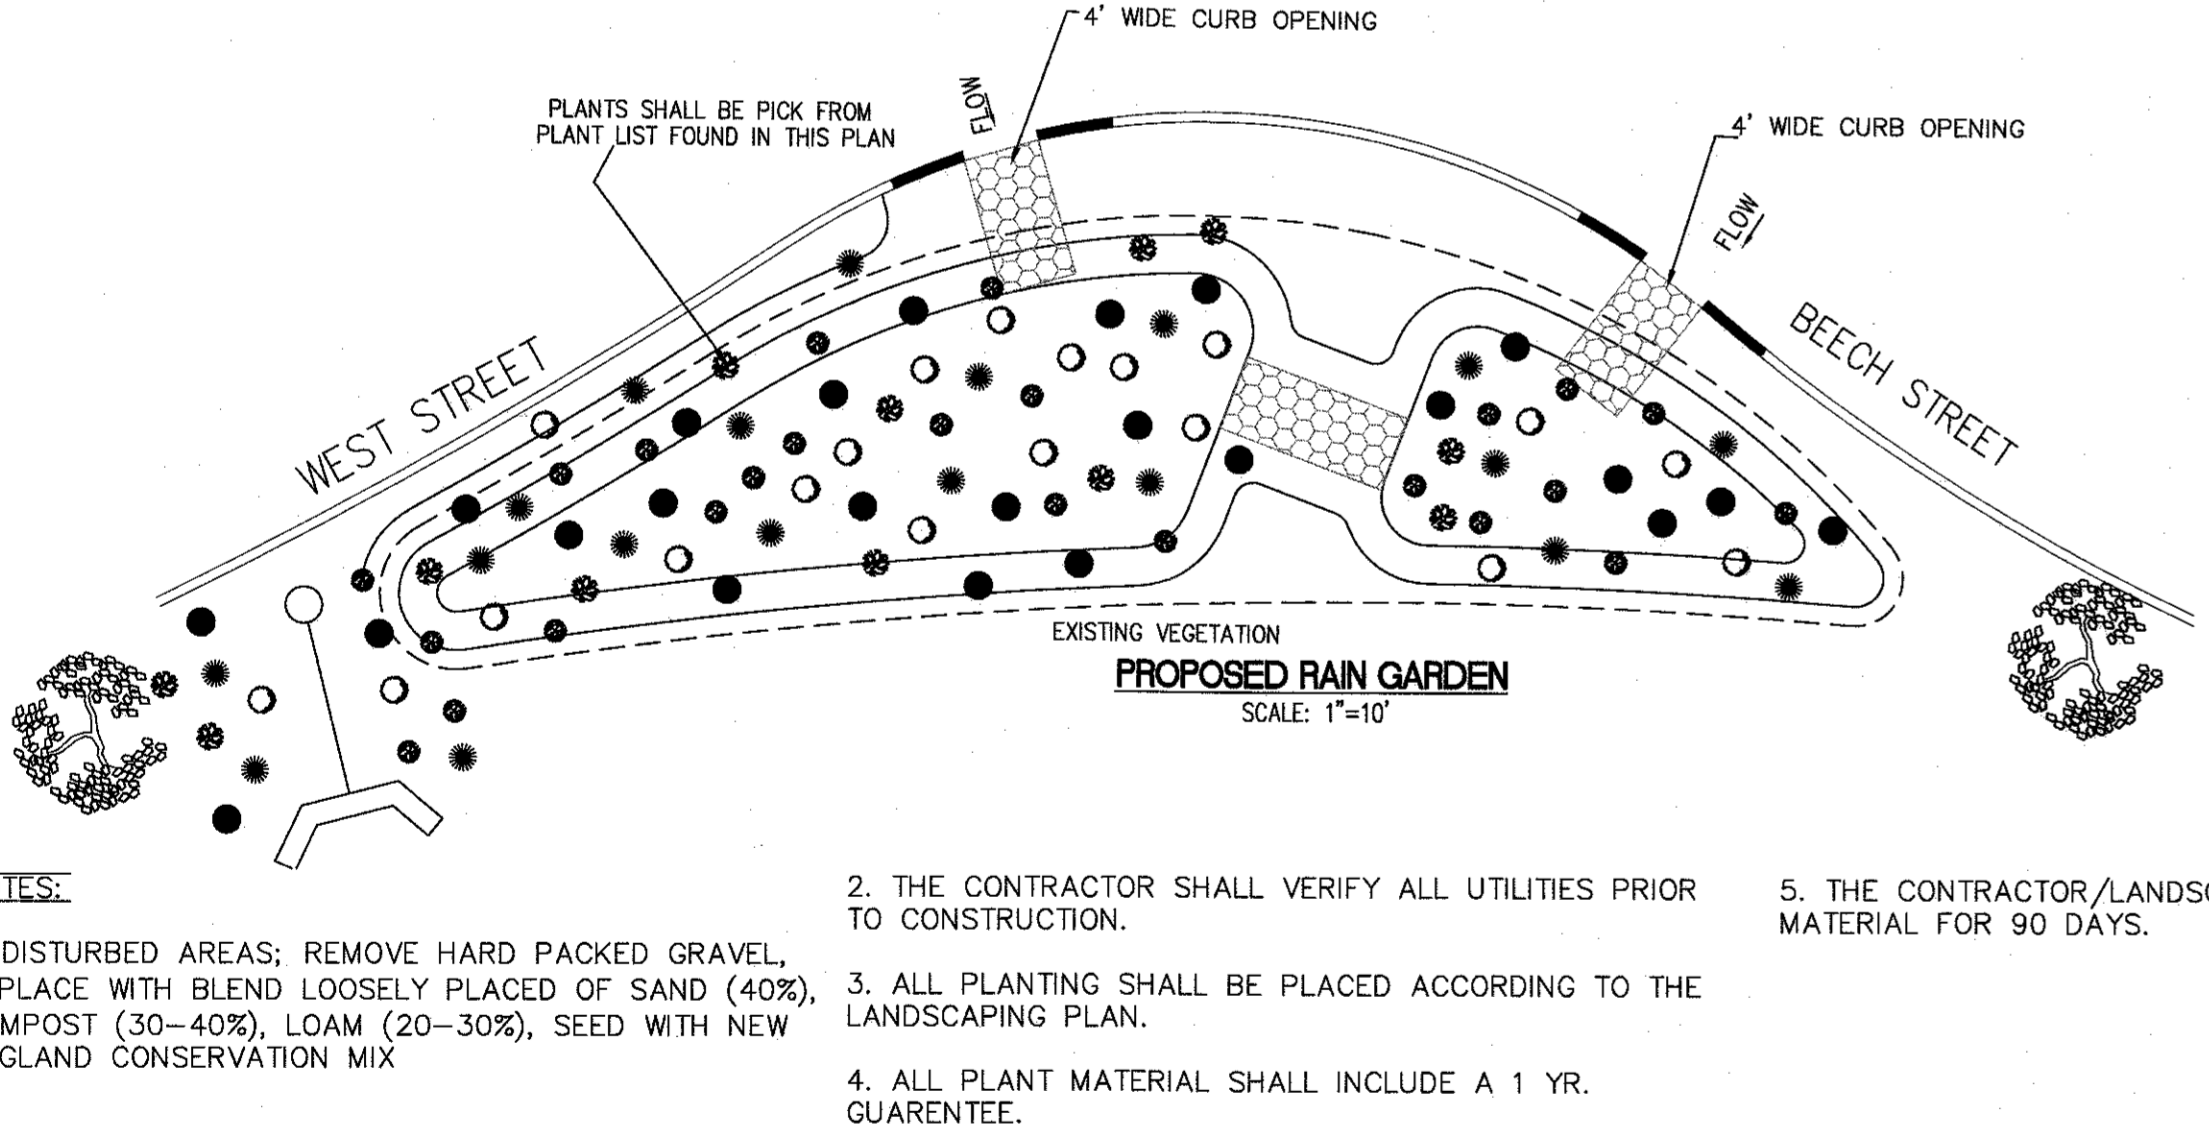 4' WIDE CURB OPENING
FLOW
PLANTS SHALL BE PICK FROM
PLANT LIST FOUND IN THIS PLAN
4' WIDE CURB OPENING
FLOW
WEST STREET
BEECH STREET
EXISTING VEGETATION
PROPOSED RAIN GARDEN
SCALE: 1"=10'
TES:
DISTURBED AREAS; REMOVE HARD PACKED GRAVEL,
PLACE WITH BLEND LOOSELY PLACED OF SAND (40%),
MPOST (30-40%), LOAM (20-30%), SEED WITH NEW
GLAND CONSERVATION MIX
2. THE CONTRACTOR SHALL VERIFY ALL UTILITIES PRIOR
TO CONSTRUCTION.
3. ALL PLANTING SHALL BE PLACED ACCORDING TO THE
LANDSCAPING PLAN.
4. ALL PLANT MATERIAL SHALL INCLUDE A 1 YR.
GUARENTEE.
5. THE CONTRACTOR/LANDSC
MATERIAL FOR 90 DAYS.